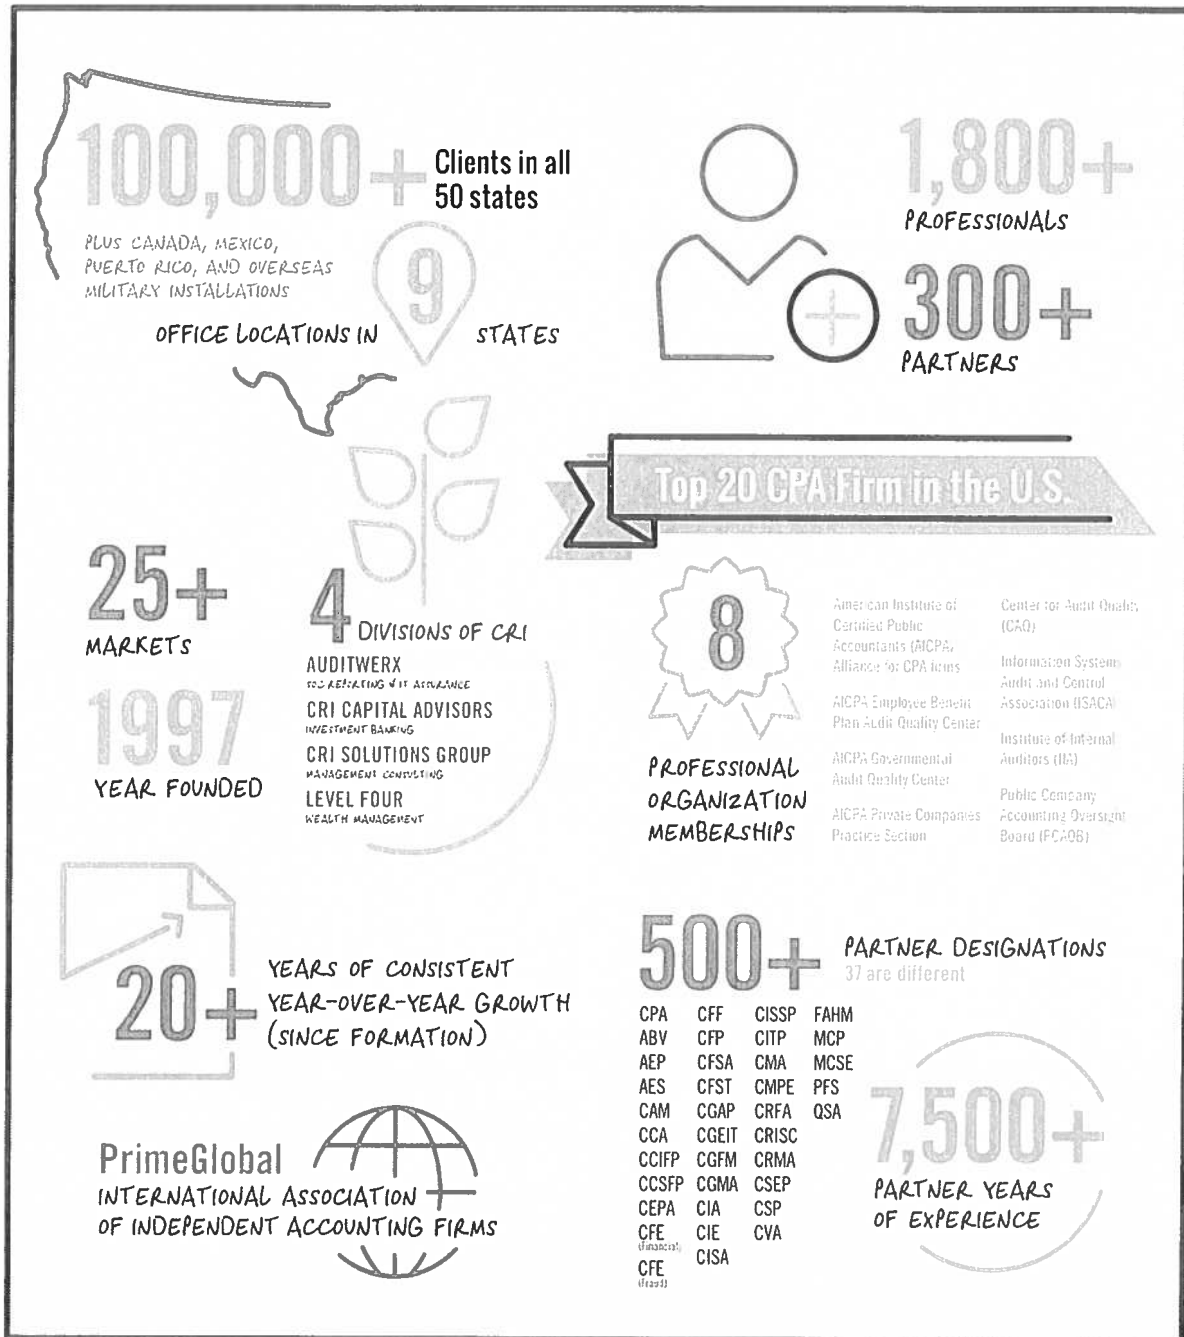 100,000+
Clients in all
50 states
PLUS CANADA, MEXICO,
PUERTO RICO, AND OVERSEAS
MILITARY INSTALLATIONS
OFFICE LOCATIONS IN 9 STATES
1,800+
PROFESSIONALS
300+
PARTNERS
Top 20 CPA Firm in the U.S.
25+
MARKETS
1997
YEAR FOUNDED
4 DIVISIONS OF CRI
AUDITWERX
SOC REPORTING & IT ASSURANCE
CRI CAPITAL ADVISORS
INVESTMENT BANKING
CRI SOLUTIONS GROUP
MANAGEMENT CONSULTING
LEVEL FOUR
WEALTH MANAGEMENT
8
PROFESSIONAL
ORGANIZATION
MEMBERSHIPS
American Institute of
Certified Public
Accountants (AICPA)
Alliance for CPA firms
AICPA Employee Benefit
Plan Audit Quality Center
AICPA Governmental
Audit Quality Center
AICPA Private Companies
Practice Section
Center for Audit Quality
(CAQ)
Information Systems
Audit and Control
Association (ISACA)
Institute of Internal
Auditors (IIA)
Public Company
Accounting Oversight
Board (PCAOB)
20+
YEARS OF CONSISTENT
YEAR-OVER-YEAR GROWTH
(SINCE FORMATION)
PrimeGlobal
INTERNATIONAL ASSOCIATION
OF INDEPENDENT ACCOUNTING FIRMS
500+
PARTNER DESIGNATIONS
37 are different
CPA CFF CISSP FAHM
ABV CFP CITP MCP
AEP CFSA CMA MCSE
AES CFST CMPE PFS
CAM CGAP CRFA QSA
CCA CGEIT CRISC
CCIFP CGFM CRMA
CCSFP CGMA CSEP
CEPA CIA CSP
CFE CIE CVA
(Financial)
CISA
CFE
(Fraud)
7,500+
PARTNER YEARS
OF EXPERIENCE